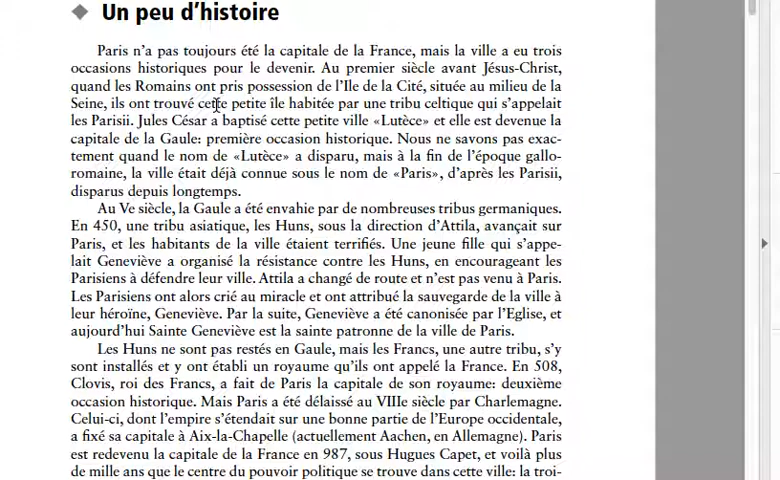 Un peu d'histoire
Paris n'a pas toujours été la capitale de la France, mais la ville a eu trois
occasions historiques pour le devenir. Au premier siècle avant Jésus-Christ,
quand les Romains ont pris possession de l'Ile de la Cité, située au milieu de la
Seine, ils ont trouvé cette petite île habitée par une tribu celtique qui s'appelait
les Parisii. Jules César a baptisé cette petite ville «Lutèce» et elle est devenue la
capitale de la Gaule: première occasion historique. Nous ne savons pas exac-
tement quand le nom de «Lutèce» a disparu, mais à la fin de l'époque gallo-
romaine, la ville était déjà connue sous le nom de «Paris», d'après les Parisii,
disparus depuis longtemps.
Au Ve siècle, la Gaule a été envahie par de nombreuses tribus germaniques.
En 450, une tribu asiatique, les Huns, sous la direction d'Attila, avançait sur
Paris, et les habitants de la ville étaient terrifiés. Une jeune fille qui s'appe-
lait Geneviève a organisé la résistance contre les Huns, en encourageant les
Parisiens à défendre leur ville. Attila a changé de route et n'est pas venu à Paris.
Les Parisiens ont alors crié au miracle et ont attribué la sauvegarde de la ville à
leur héroïne, Geneviève. Par la suite, Geneviève a été canonisée par l'Eglise, et
aujourd'hui Sainte Geneviève est la sainte patronne de la ville de Paris.
Les Huns ne sont pas restés en Gaule, mais les Francs, une autre tribu, s'y
sont installés et y ont établi un royaume qu'ils ont appelé la France. En 508,
Clovis, roi des Francs, a fait de Paris la capitale de son royaume: deuxième
occasion historique. Mais Paris a été délaissé au VIIIe siècle par Charlemagne.
Celui-ci, dont l'empire s'étendait sur une bonne partie de l'Europe occidentale,
a fixé sa capitale à Aix-la-Chapelle (actuellement Aachen, en Allemagne). Paris
est redevenu la capitale de la France en 987, sous Hugues Capet, et voilà plus
de mille ans que le centre du pouvoir politique se trouve dans cette ville: la troi-